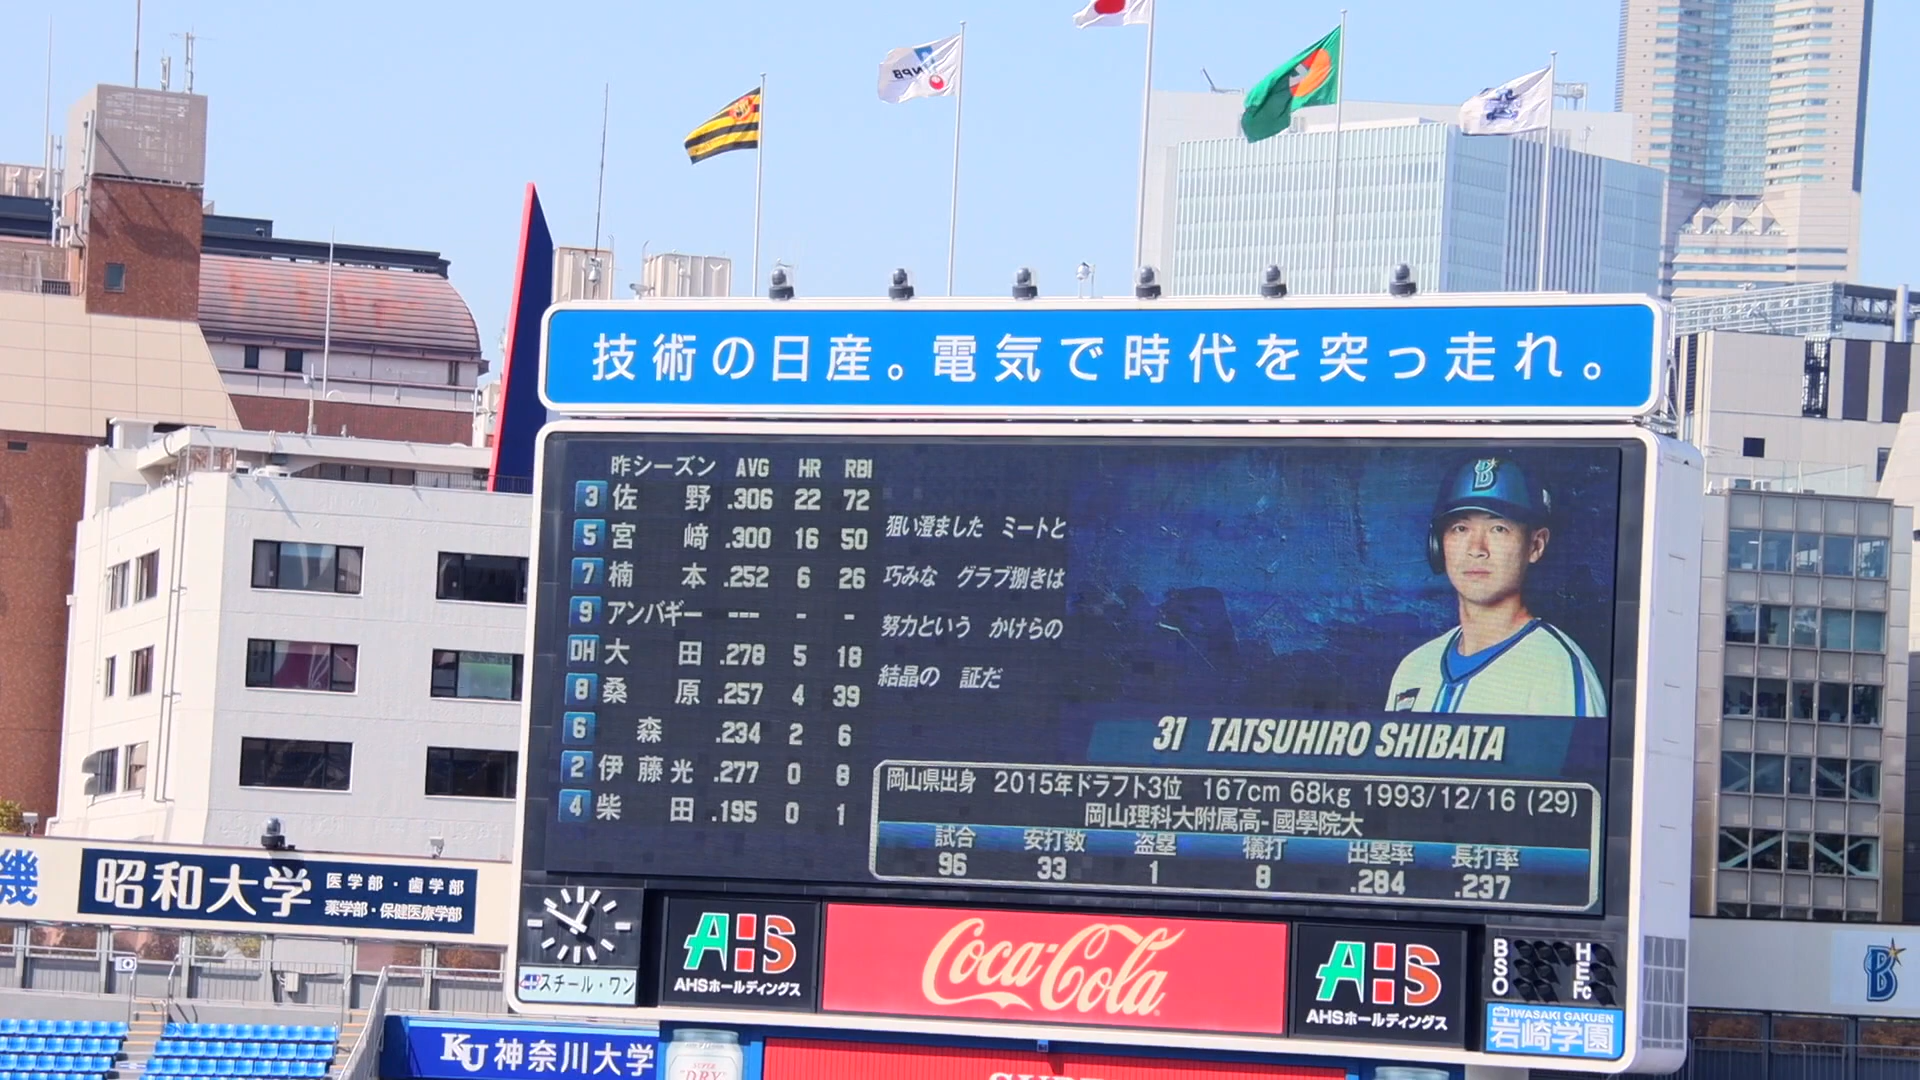 NPB
技術の日産。電気で時代を突っ走れ。
昨シーズン AVG HR RBI
3 佐野 .306 22 72
5 宮﨑 .300 16 50
7 楠本 .252 6 26
9 アンバギー --- - -
DH 大田 .278 5 18
8 桑原 .257 4 39
6 森 .234 2 6
2 伊藤光 .277 0 8
4 柴田 .195 0 1
狙い澄ました ミートと
巧みな グラブ捌きは
努力という かけらの
結晶の 証だ
B
31 TATSUHIRO SHIBATA
岡山県出身 2015年ドラフト3位 167cm 68kg 1993/12/16 (29)
岡山理科大附属高-國學院大
試合 安打数 盗塁 犠打 出塁率 長打率
96 33 1 8 .284 .237
機
昭和大学
医学部・歯学部
薬学部・保健医療学部
スチール・ワン
AHS
AHSホールディングス
Coca-Cola
AHS
AHSホールディングス
B
S
O
H
E
Fc
IWASAKI GAKUEN
岩崎学園
B
KU 神奈川大学
SUPER
"DRY"